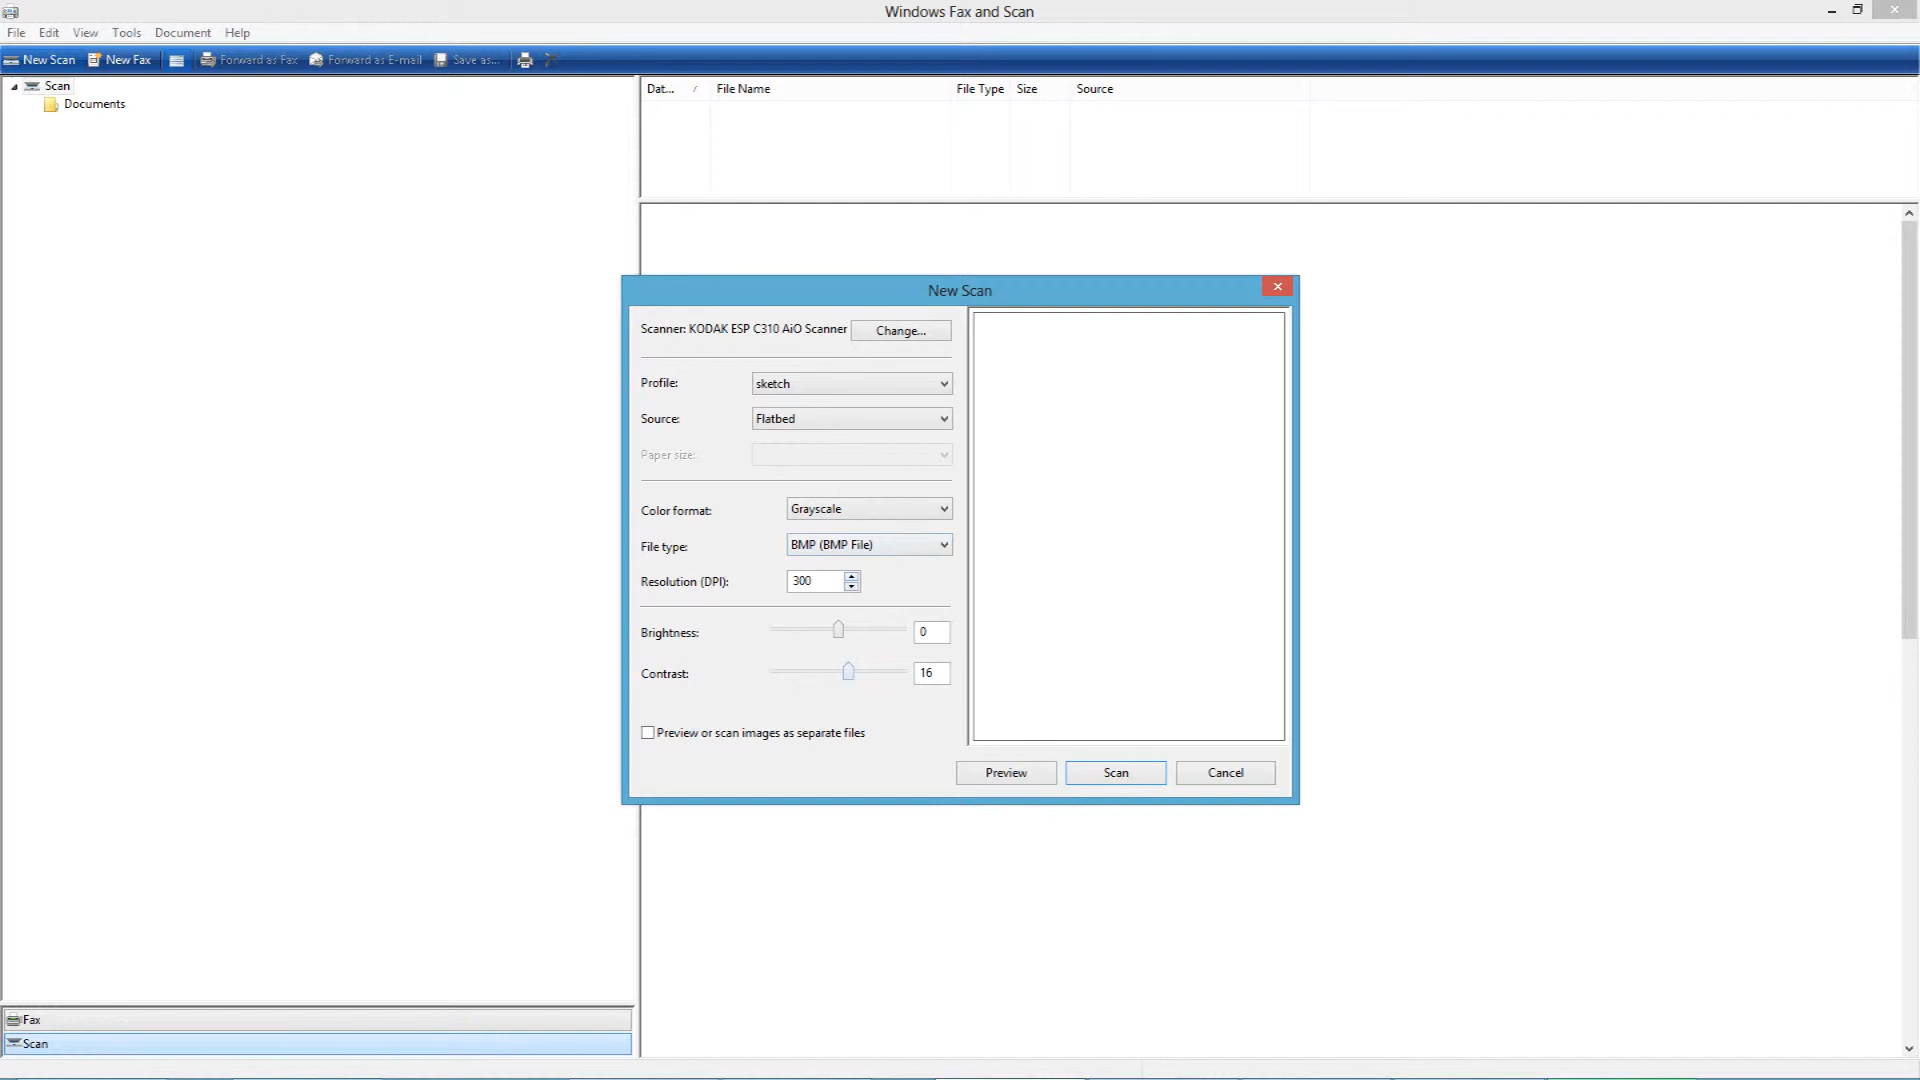 Windows Fax and Scan
File Edit View Tools Document Help
New Scan New Fax Forward as Fax Forward as E-mail Save as...
Scan
Documents
Dat... File Name File Type Size Source
New Scan
Scanner: KODAK ESP C310 AiO Scanner Change...
Profile: sketch
Source: Flatbed
Paper size:
Color format: Grayscale
File type: BMP (BMP File)
Resolution (DPI): 300
Brightness: 0
Contrast: 16
Preview or scan images as separate files
Preview Scan Cancel
Fax
Scan